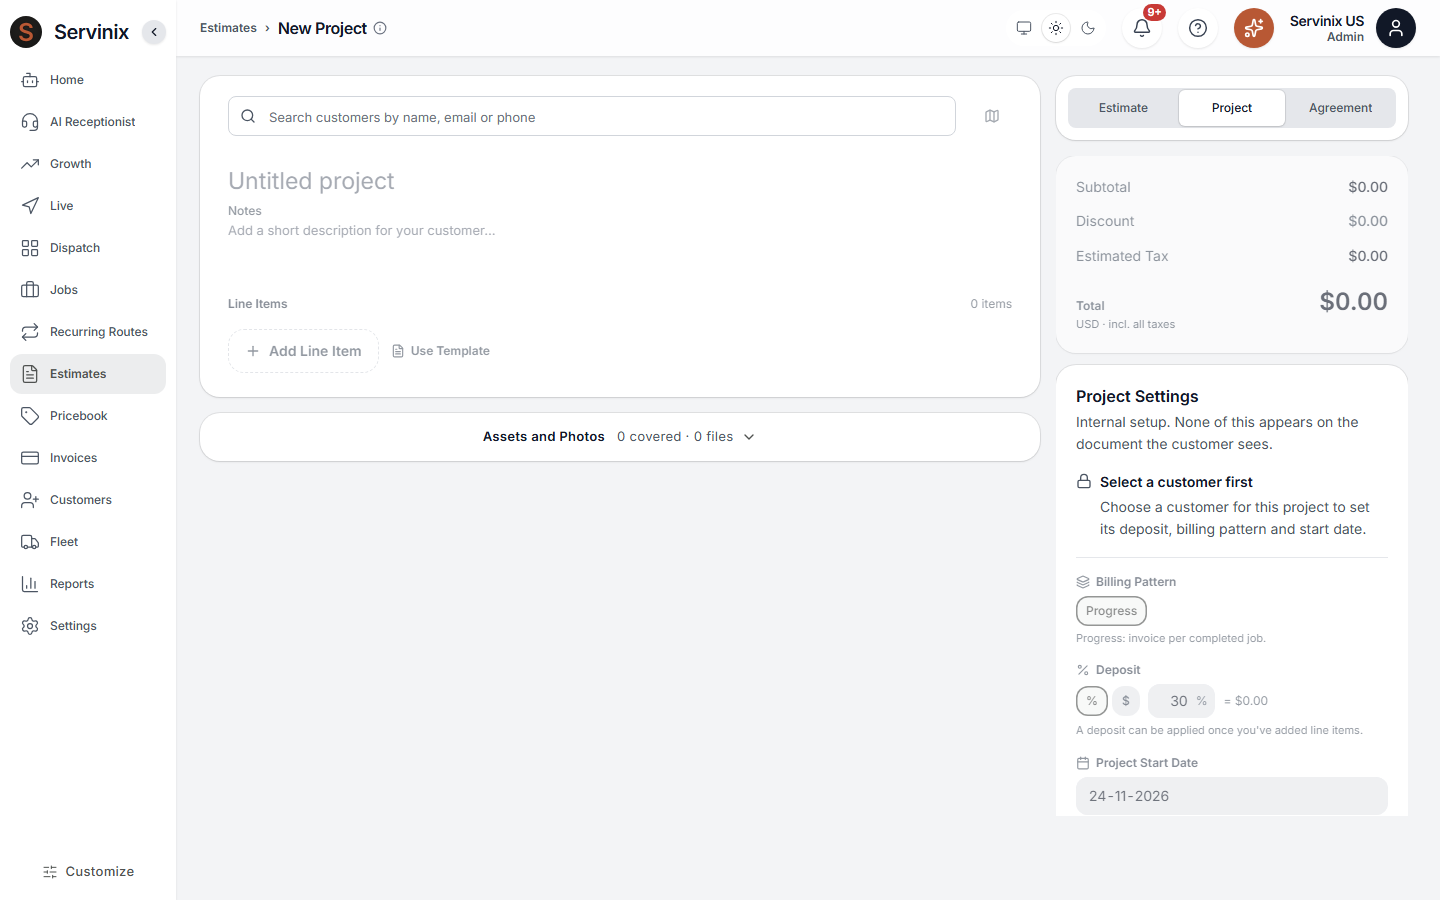 S Servinix
Home
AI Receptionist
Growth
Live
Dispatch
Jobs
Recurring Routes
Estimates
Pricebook
Invoices
Customers
Fleet
Reports
Settings
Customize
Estimates › New Project
9+
Servinix US
Admin
Search customers by name, email or phone
Untitled project
Notes
Add a short description for your customer...
Line Items 0 items
+ Add Line Item Use Template
Assets and Photos 0 covered · 0 files
Estimate Project Agreement
Subtotal $0.00
Discount $0.00
Estimated Tax $0.00
Total $0.00
USD · incl. all taxes
Project Settings
Internal setup. None of this appears on the
document the customer sees.
Select a customer first
Choose a customer for this project to set
its deposit, billing pattern and start date.
Billing Pattern
Progress
Progress: invoice per completed job.
Deposit
% $ 30 % = $0.00
A deposit can be applied once you've added line items.
Project Start Date
24-11-2026